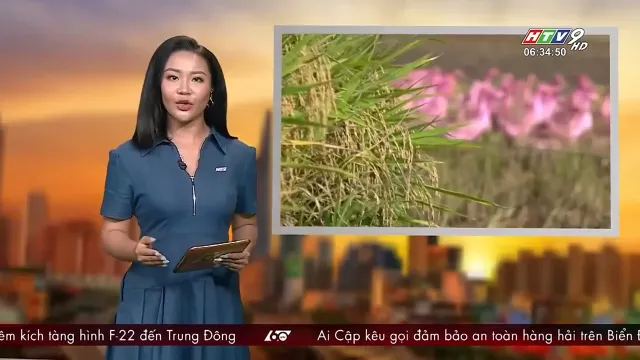 HTV9 HD
06:34:50
êm kích tàng hình F-22 đến Trung Đông
Ai Cập kêu gọi đảm bảo an toàn hàng hải trên Biển